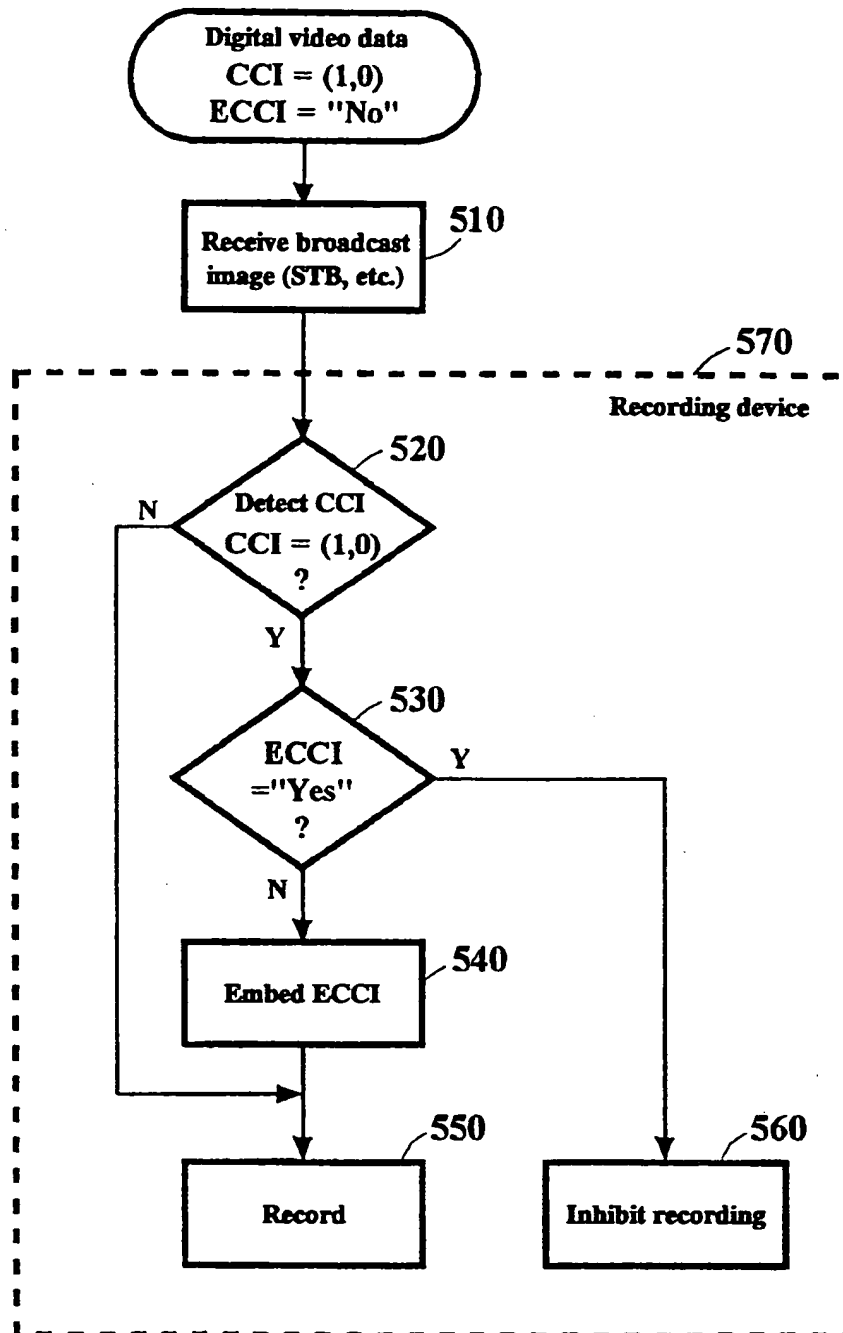 Digital video data
CCI = (1,0)
ECCI = "No"
510
Receive broadcast
image (STB, etc.)
570
Recording device
520
N
Detect CCI
CCI = (1,0)
?
Y
530
ECCI
="Yes"
?
Y
N
540
Embed ECCI
550
560
Record
Inhibit recording